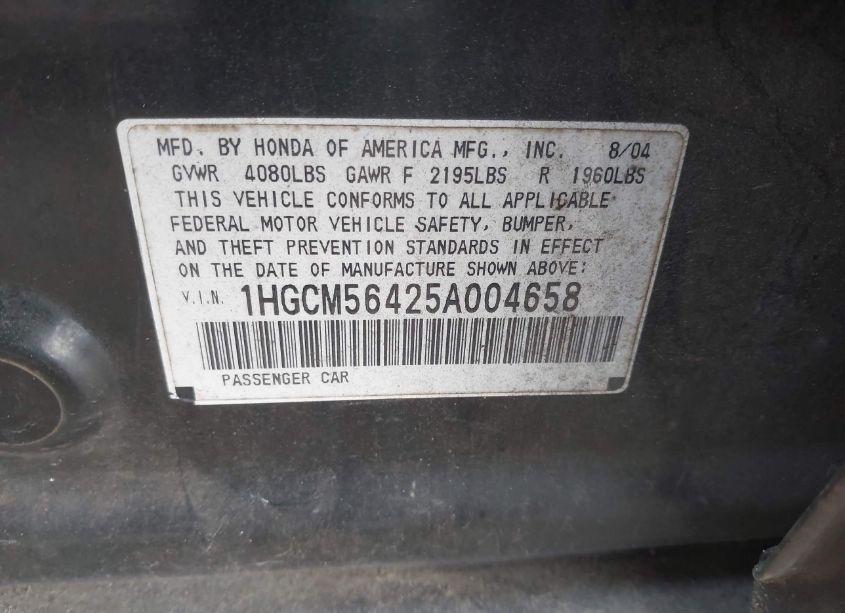 MFD. BY HONDA OF AMERICA MFG., INC. 8/04
GVWR 4080LBS GAWR F 2195LBS R 1960LBS
THIS VEHICLE CONFORMS TO ALL APPLICABLE
FEDERAL MOTOR VEHICLE SAFETY, BUMPER,
AND THEFT PREVENTION STANDARDS IN EFFECT
ON THE DATE OF MANUFACTURE SHOWN ABOVE:
V.I.N. 1HGCM56425A004658
PASSENGER CAR